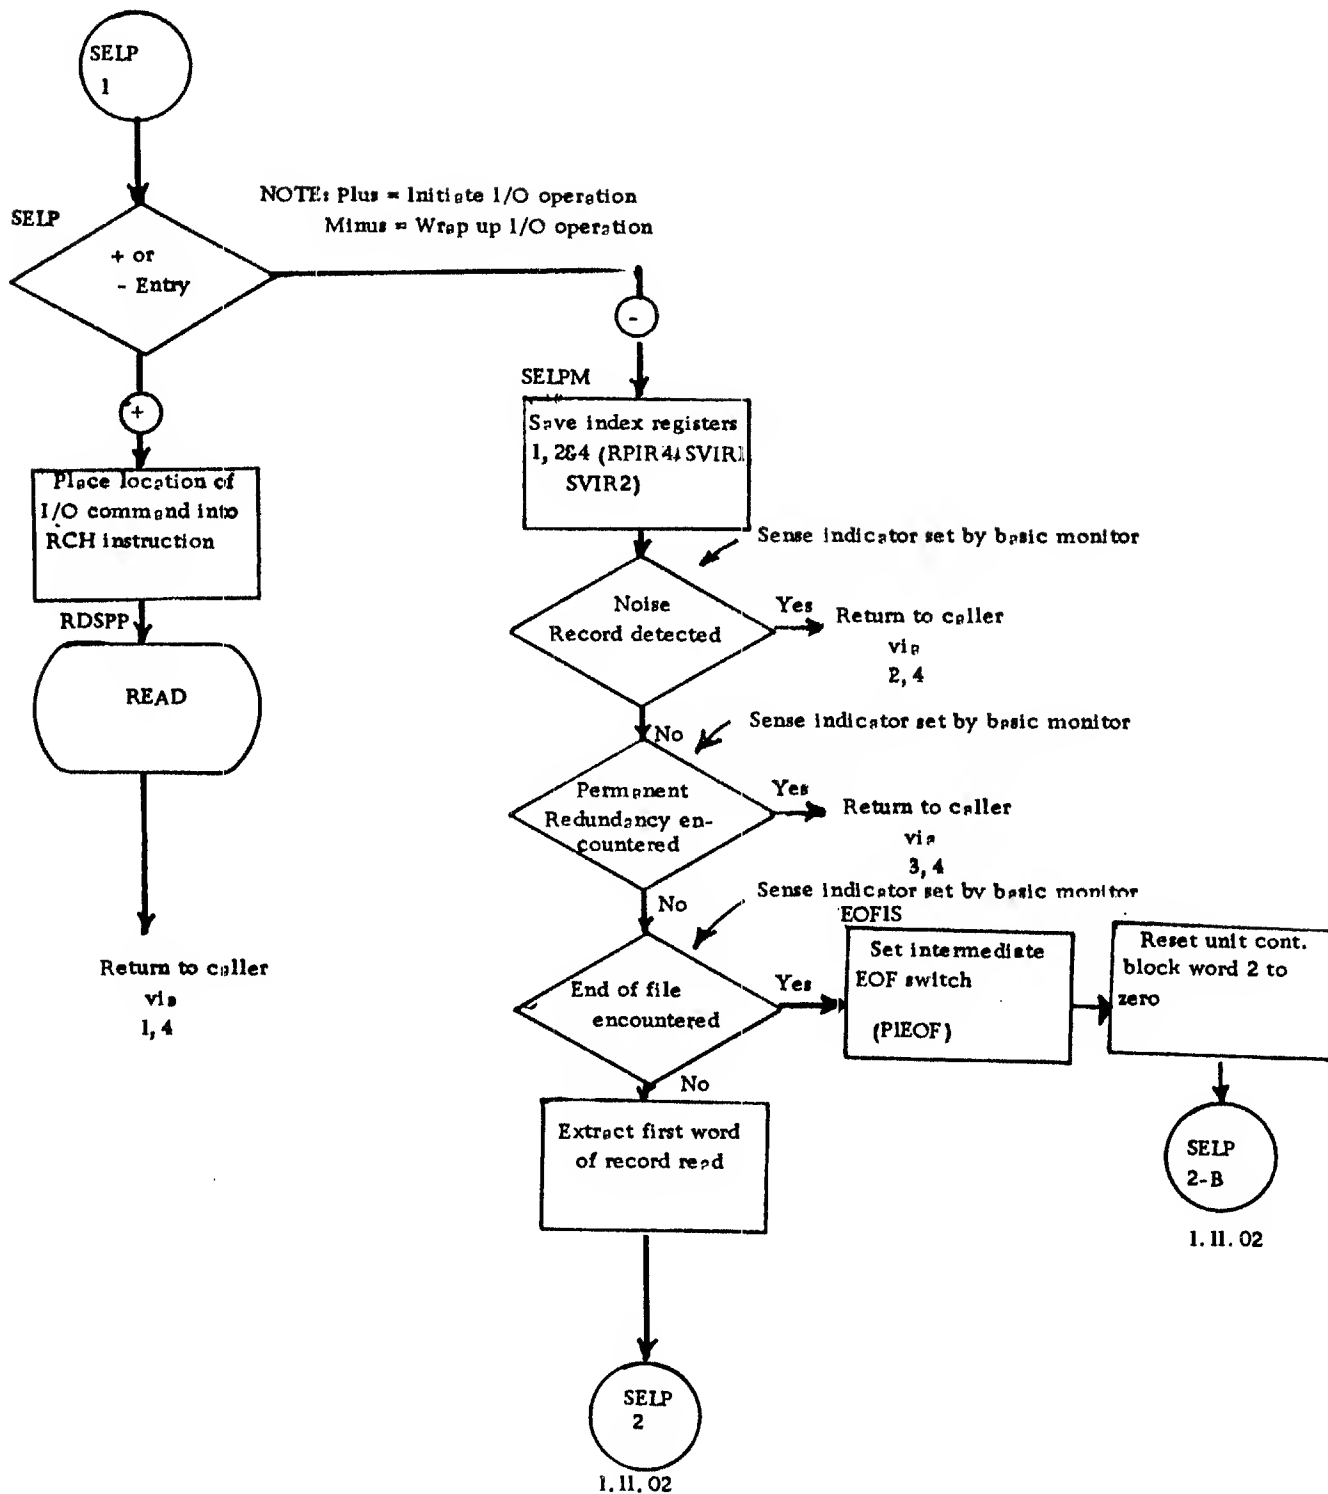 SELP
1
NOTE: Plus = Initiate I/O operation
Minus = Wrap up I/O operation
SELP
+ or
- Entry
-
+
SELPM
Save index registers
1, 2&4 (RPIR4, SVIR1
SVIR2)
Place location of
I/O command into
RCH instruction
RDSPP
READ
Return to caller
via
1, 4
Sense indicator set by basic monitor
Noise
Record detected
Yes
Return to caller
via
2, 4
No
Sense indicator set by basic monitor
Permanent
Redundancy en-
countered
Yes
Return to caller
via
3, 4
No
Sense indicator set by basic monitor
End of file
encountered
Yes
EOFIS
Set intermediate
EOF switch
(PIEOF)
Reset unit cont.
block word 2 to
zero
SELP
2-B
1.11.02
No
Extract first word
of record read
SELP
2
1.11.02